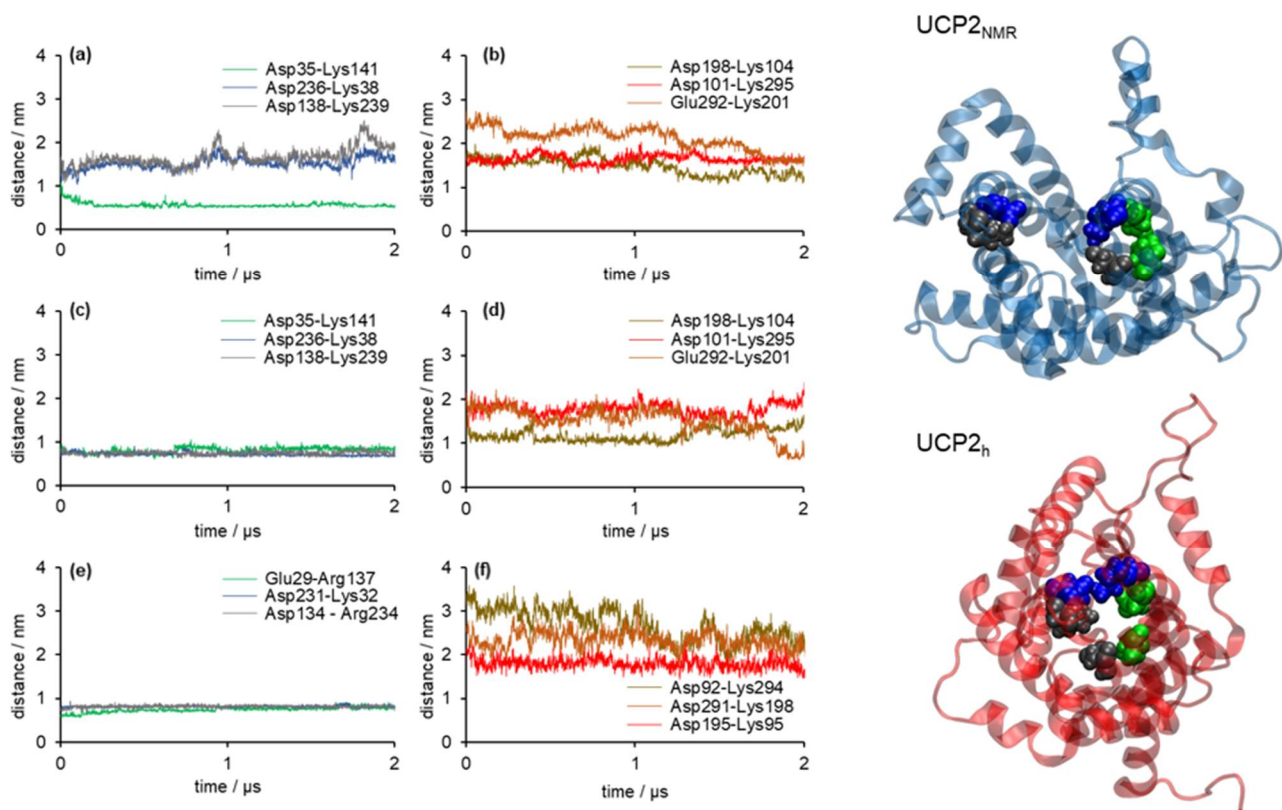 (a)
Asp35-Lys141
Asp236-Lys38
Asp138-Lys239
distance / nm
4
3
2
1
0
0 1 2
time / µs
(b)
Asp198-Lys104
Asp101-Lys295
Glu292-Lys201
distance / nm
4
3
2
1
0
0 1 2
time / µs
UCP2NMR
(c)
Asp35-Lys141
Asp236-Lys38
Asp138-Lys239
distance / nm
4
3
2
1
0
0 1 2
time / µs
(d)
Asp198-Lys104
Asp101-Lys295
Glu292-Lys201
distance / nm
4
3
2
1
0
0 1 2
time / µs
UCP2h
(e)
Glu29-Arg137
Asp231-Lys32
Asp134 - Arg234
distance / nm
4
3
2
1
0
0 1 2
time / µs
(f)
Asp92-Lys294
Asp291-Lys198
Asp195-Lys95
distance / nm
4
3
2
1
0
0 1 2
time / µs